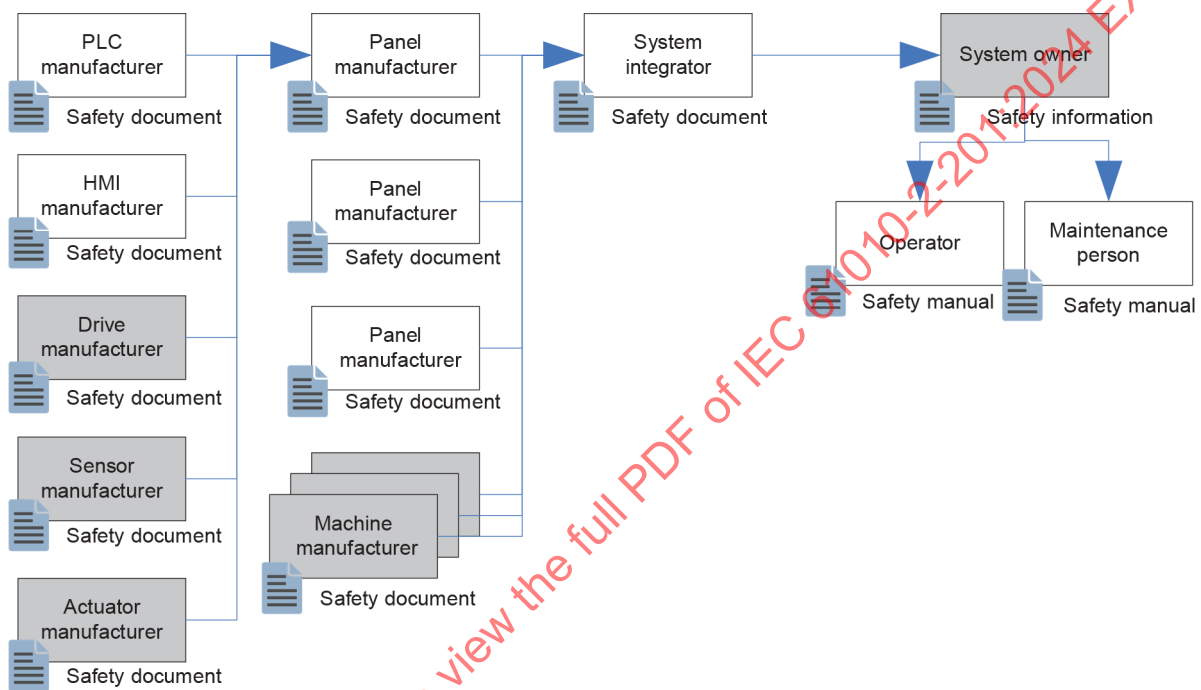 PLC
manufacturer
Safety document
HMI
manufacturer
Safety document
Drive
manufacturer
Safety document
Sensor
manufacturer
Safety document
Actuator
manufacturer
Safety document
Panel
manufacturer
Safety document
Panel
manufacturer
Safety document
Panel
manufacturer
Safety document
Machine
manufacturer
Safety document
System
integrator
Safety document
System owner
Safety information
Operator
Safety manual
Maintenance
person
Safety manual
view the full PDF of IEC 61010-2-201:2024 EX